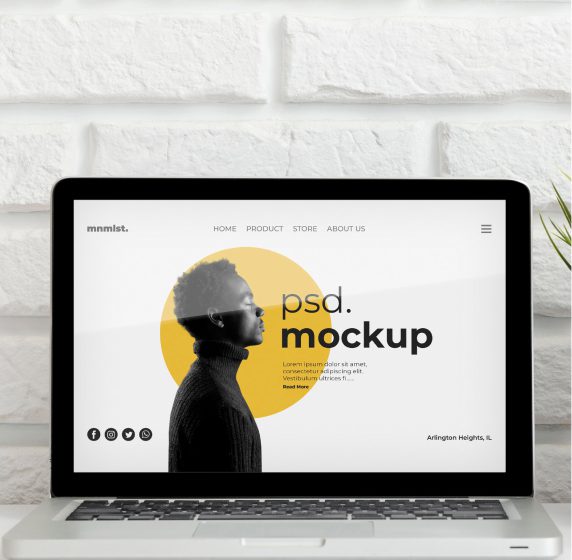 mnmlst.
HOME PRODUCT STORE ABOUT US
psd.
mockup
Lorem ipsum dolor sit amet,
consectetur adipiscing elit.
Vestibulum ultrices fi.....
Read More
Arlington Heights, IL